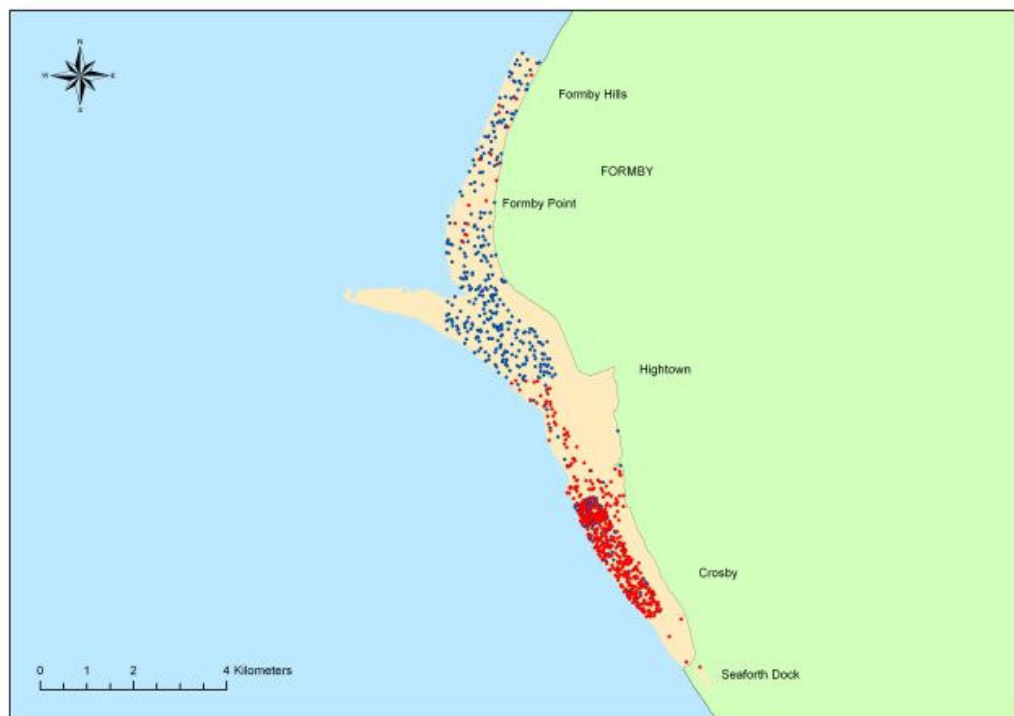 N
W
E
S
Formby Hills
FORMBY
Formby Point
Hightown
Crosby
Seaforth Dock
0 1 2 4 Kilometers